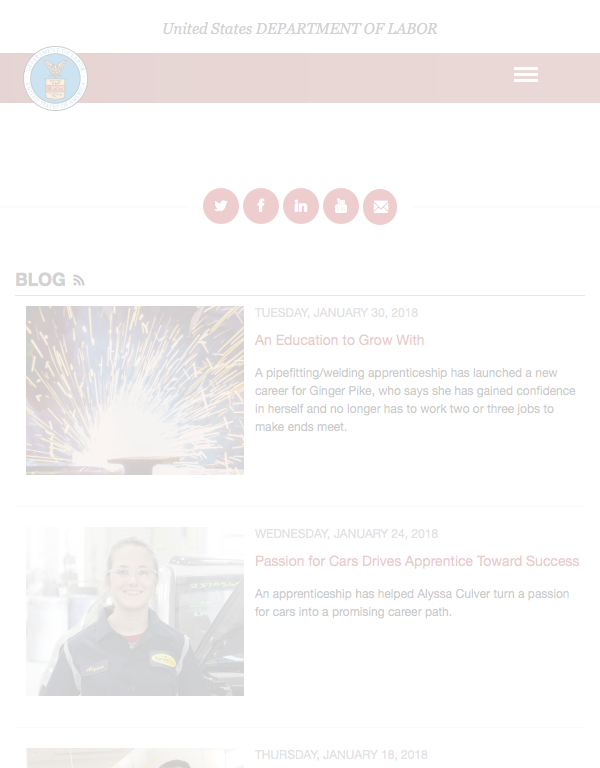 United States DEPARTMENT OF LABOR
BLOG
TUESDAY, JANUARY 30, 2018
An Education to Grow With
A pipefitting/welding apprenticeship has launched a new
career for Ginger Pike, who says she has gained confidence
in herself and no longer has to work two or three jobs to
make ends meet.
WEDNESDAY, JANUARY 24, 2018
Passion for Cars Drives Apprentice Toward Success
An apprenticeship has helped Alyssa Culver turn a passion
for cars into a promising career path.
THURSDAY, JANUARY 18, 2018